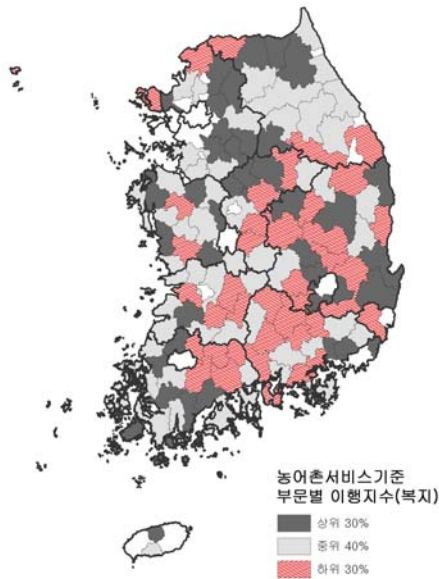 농어촌서비스기준
부문별 이행지수(복지)
상위 30%
중위 40%
하위 30%